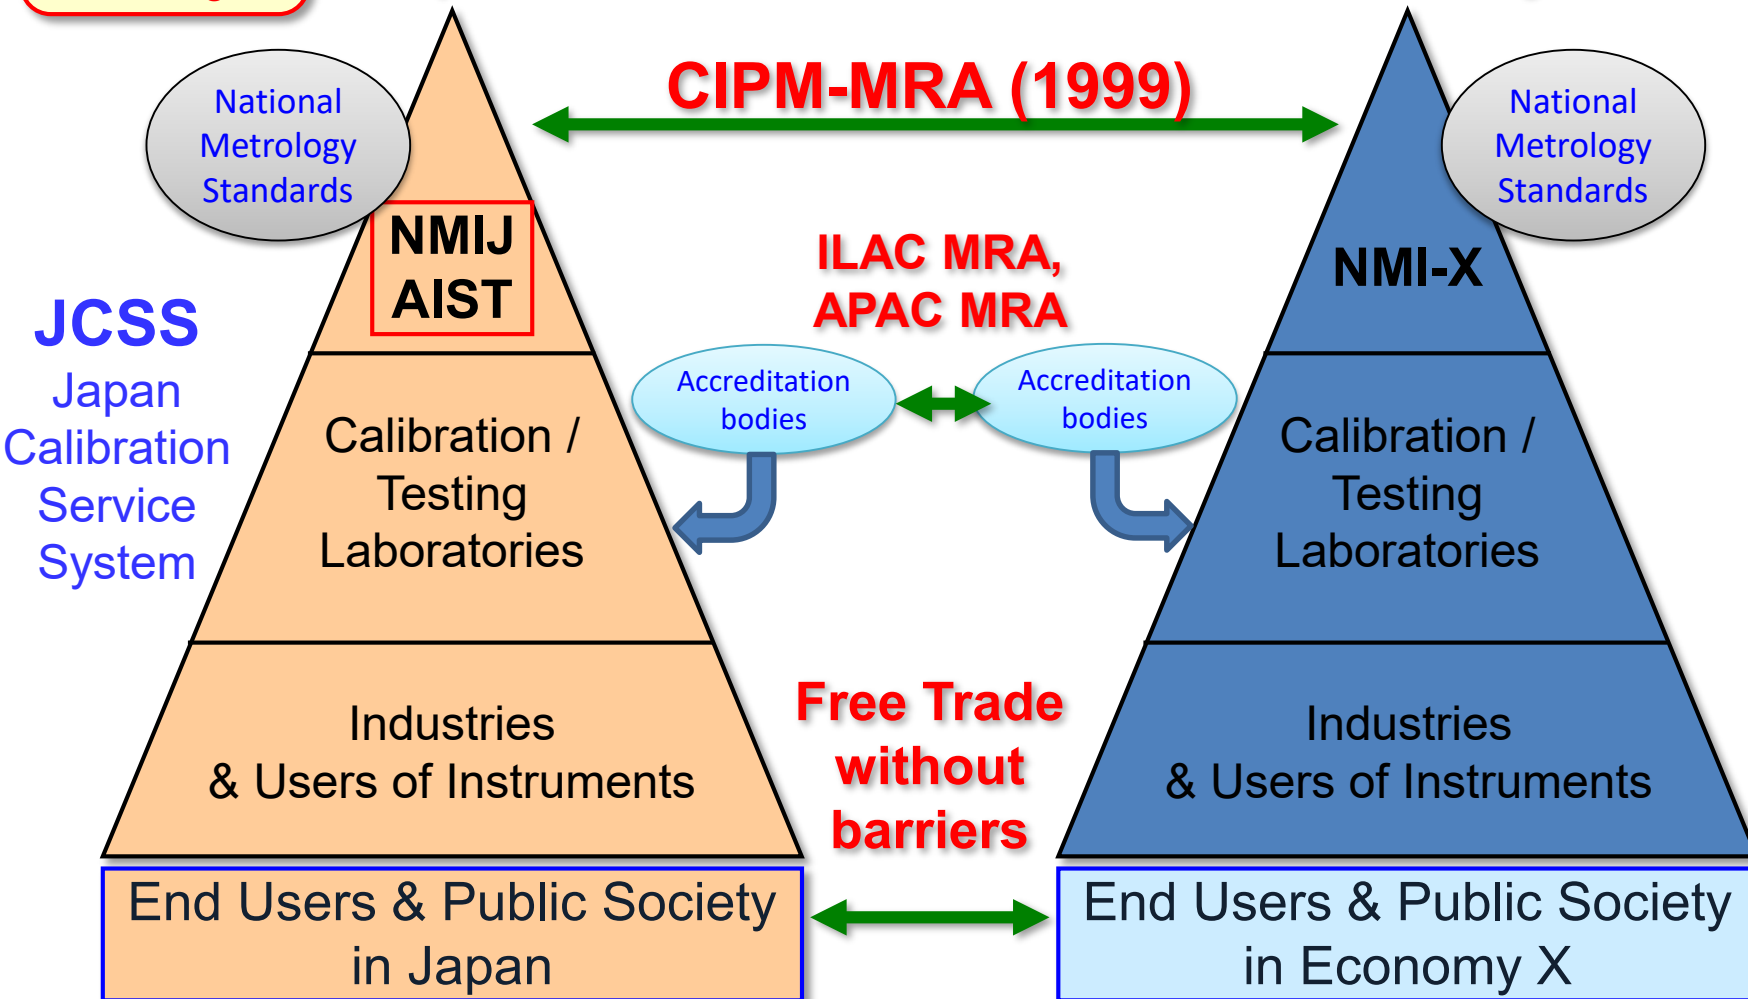 CIPM-MRA (1999)
National
Metrology
Standards
National
Metrology
Standards
NMIJ
AIST
ILAC MRA,
APAC MRA
NMI-X
JCSS
Japan
Calibration
Service
System
Accreditation
bodies
Accreditation
bodies
Calibration /
Testing
Laboratories
Calibration /
Testing
Laboratories
Industries
& Users of Instruments
Free Trade
without
barriers
Industries
& Users of Instruments
End Users & Public Society
in Japan
End Users & Public Society
in Economy X